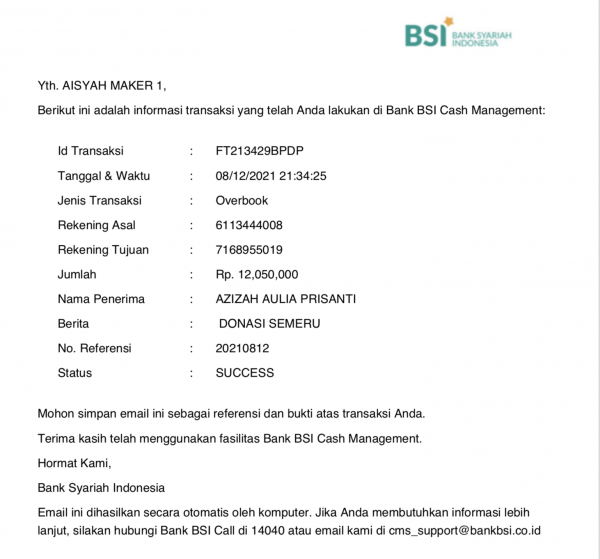 BSI BANK SYARIAH
INDONESIA
Yth. AISYAH MAKER 1,
Berikut ini adalah informasi transaksi yang telah Anda lakukan di Bank BSI Cash Management:
Id Transaksi : FT213429BPDP
Tanggal & Waktu : 08/12/2021 21:34:25
Jenis Transaksi : Overbook
Rekening Asal : 6113444008
Rekening Tujuan : 7168955019
Jumlah : Rp. 12,050,000
Nama Penerima : AZIZAH AULIA PRISANTI
Berita : DONASI SEMERU
No. Referensi : 20210812
Status : SUCCESS
Mohon simpan email ini sebagai referensi dan bukti atas transaksi Anda.
Terima kasih telah menggunakan fasilitas Bank BSI Cash Management.
Hormat Kami,
Bank Syariah Indonesia
Email ini dihasilkan secara otomatis oleh komputer. Jika Anda membutuhkan informasi lebih
lanjut, silakan hubungi Bank BSI Call di 14040 atau email kami di cms_support@bankbsi.co.id